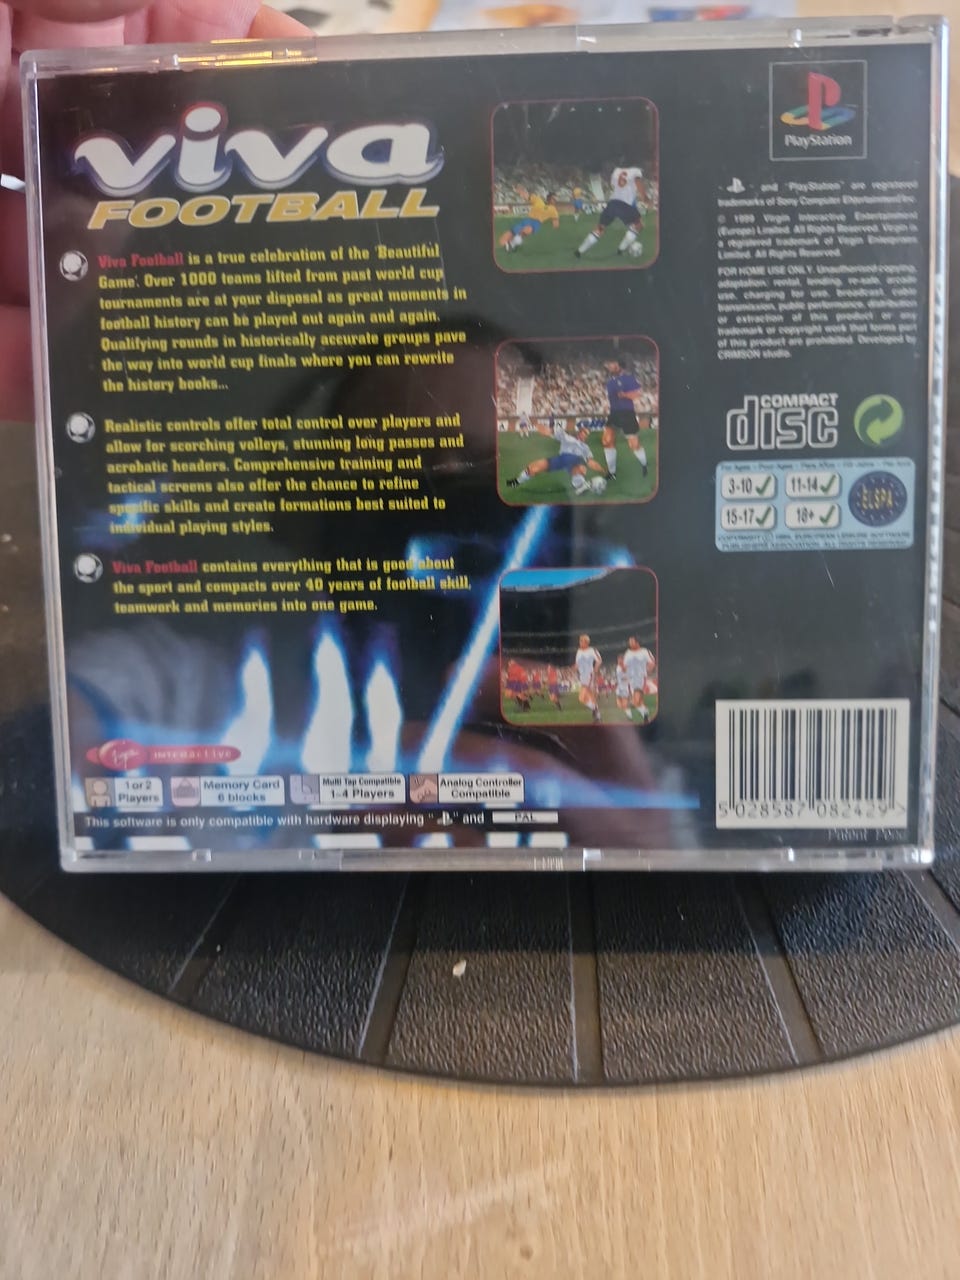 viva
FOOTBALL
Viva Football is a true celebration of the 'Beautiful
Game'. Over 1000 teams lifted from past world cup
tournaments are at your disposal as great moments in
football history can be played out again and again.
Qualifying rounds in historically accurate groups pave
the way into world cup finals where you can rewrite
the history books...
Realistic controls offer total control over players and
allow for scorching volleys, stunning long passes and
acrobatic headers. Comprehensive training and
tactical screens also offer the chance to refine
specific skills and create formations best suited to
individual playing styles.
Viva Football contains everything that is good about
the sport and compacts over 40 years of football skill,
teamwork and memories into one game.
Virgin INTERACTIVE
1 or 2
Players
Memory Card
6 blocks
Multi Tap Compatible
1-4 Players
Analog Controller
Compatible
This software is only compatible with hardware displaying " " and PAL
6
PlayStation
" " and "PlayStation" are registered
trademarks of Sony Computer Entertainment Inc.
© 1999 Virgin Interactive Entertainment
(Europe) Limited. All Rights Reserved. Virgin is
a registered trademark of Virgin Enterprises
Limited. All Rights Reserved.
FOR HOME USE ONLY. Unauthorised copying,
adaptation, rental, lending, re-sale, arcade
use, charging for use, broadcast, cable
transmission, public performance, distribution
or extraction of this product or any
trademark or copyright work that forms part
of this product are prohibited. Developed by
CRIMSON studio.
COMPACT
disc
3-10
11-14
15-17
18+
ELSPA
COPYRIGHT © 1994, EUROPEAN LEISURE SOFTWARE
PUBLISHERS ASSOCIATION. ALL RIGHTS RESERVED
5 028587 082429 >